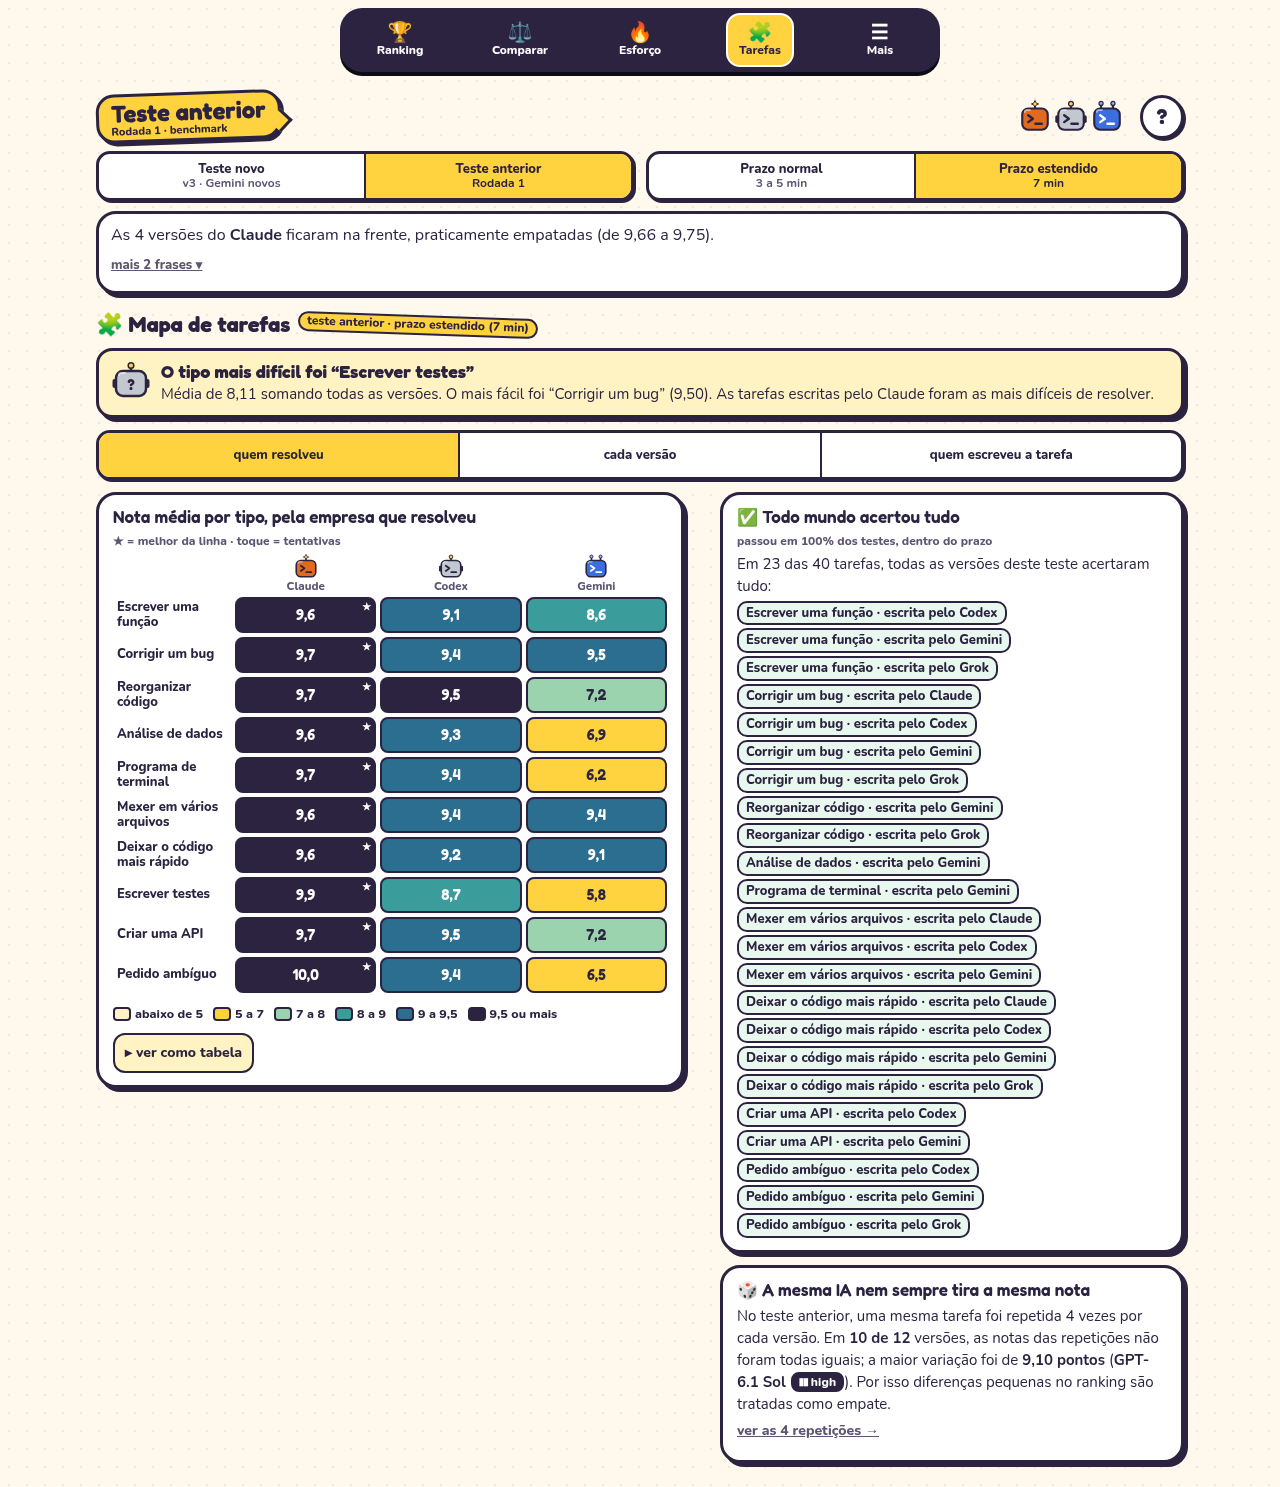 Ranking
Comparar
Esforço
Tarefas
Mais
Teste anterior
Rodada 1 · benchmark
?
Teste novo
v3 · Gemini novos
Teste anterior
Rodada 1
Prazo normal
3 a 5 min
Prazo estendido
7 min
As 4 versões do Claude ficaram na frente, praticamente empatadas (de 9,66 a 9,75).
mais 2 frases ▾
Mapa de tarefas
teste anterior · prazo estendido (7 min)
?
O tipo mais difícil foi “Escrever testes”
Média de 8,11 somando todas as versões. O mais fácil foi “Corrigir um bug” (9,50). As tarefas escritas pelo Claude foram as mais difíceis de resolver.
quem resolveu
cada versão
quem escreveu a tarefa
Nota média por tipo, pela empresa que resolveu
★ = melhor da linha · toque = tentativas
Claude Codex Gemini
Escrever uma
função
9,6 ★ 9,1 8,6
Corrigir um bug 9,7 ★ 9,4 9,5
Reorganizar
código
9,7 ★ 9,5 7,2
Análise de dados 9,6 ★ 9,3 6,9
Programa de
terminal
9,7 ★ 9,4 6,2
Mexer em vários
arquivos
9,6 ★ 9,4 9,4
Deixar o código
mais rápido
9,6 ★ 9,2 9,1
Escrever testes 9,9 ★ 8,7 5,8
Criar uma API 9,7 ★ 9,5 7,2
Pedido ambíguo 10,0 ★ 9,4 6,5
abaixo de 5 5 a 7 7 a 8 8 a 9 9 a 9,5 9,5 ou mais
▸ ver como tabela
✅ Todo mundo acertou tudo
passou em 100% dos testes, dentro do prazo
Em 23 das 40 tarefas, todas as versões deste teste acertaram
tudo:
Escrever uma função · escrita pelo Codex
Escrever uma função · escrita pelo Gemini
Escrever uma função · escrita pelo Grok
Corrigir um bug · escrita pelo Claude
Corrigir um bug · escrita pelo Codex
Corrigir um bug · escrita pelo Gemini
Corrigir um bug · escrita pelo Grok
Reorganizar código · escrita pelo Gemini
Reorganizar código · escrita pelo Grok
Análise de dados · escrita pelo Gemini
Programa de terminal · escrita pelo Gemini
Mexer em vários arquivos · escrita pelo Claude
Mexer em vários arquivos · escrita pelo Codex
Mexer em vários arquivos · escrita pelo Gemini
Deixar o código mais rápido · escrita pelo Claude
Deixar o código mais rápido · escrita pelo Codex
Deixar o código mais rápido · escrita pelo Gemini
Deixar o código mais rápido · escrita pelo Grok
Criar uma API · escrita pelo Codex
Criar uma API · escrita pelo Gemini
Pedido ambíguo · escrita pelo Codex
Pedido ambíguo · escrita pelo Gemini
Pedido ambíguo · escrita pelo Grok
A mesma IA nem sempre tira a mesma nota
No teste anterior, uma mesma tarefa foi repetida 4 vezes por
cada versão. Em 10 de 12 versões, as notas das repetições não
foram todas iguais; a maior variação foi de 9,10 pontos (GPT-
6.1 Sol high). Por isso diferenças pequenas no ranking são
tratadas como empate.
ver as 4 repetições →